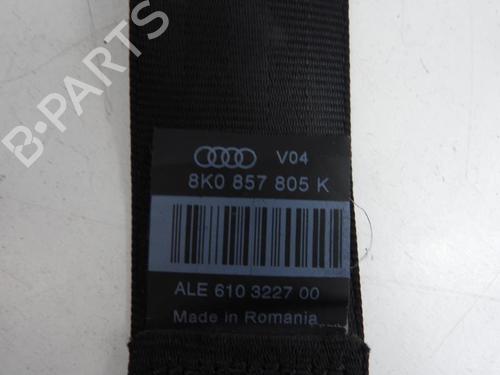 B-PARTS
V04
8K0 857 805 K
ALE 610 3227 00
Made in Romania